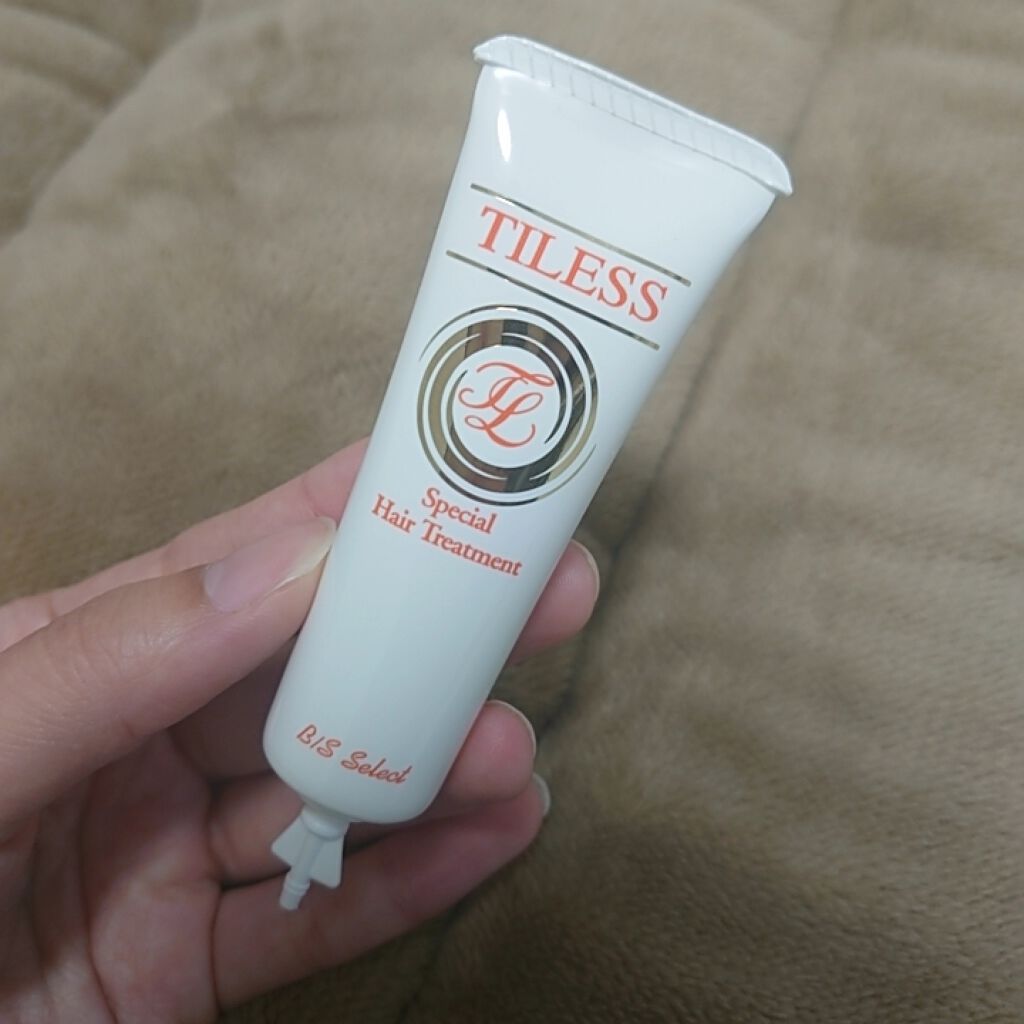 TILESS
TL
Special
Hair Treatment
B/S Select